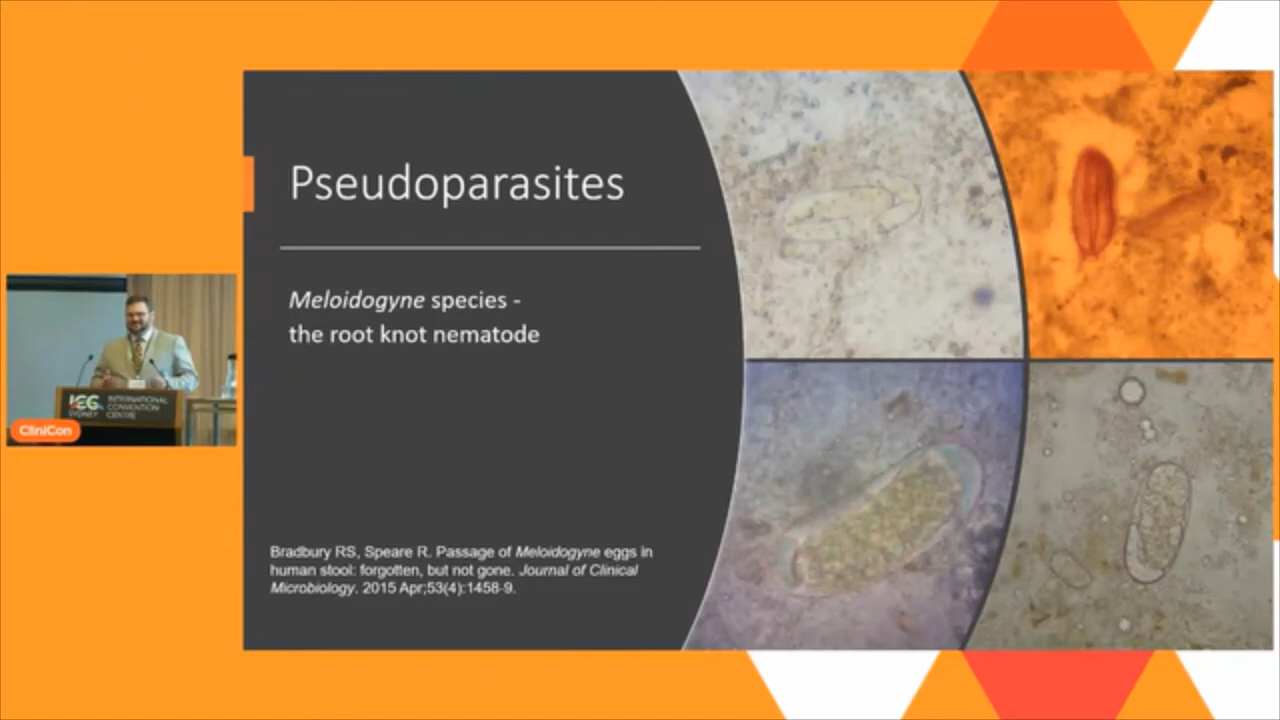 Pseudoparasites
Meloidogyne species -
the root knot nematode
Bradbury RS, Speare R. Passage of Meloidogyne eggs in
human stool: forgotten, but not gone. Journal of Clinical
Microbiology. 2015 Apr;53(4):1458-9.
INTERNATIONAL
CONVENTION
CENTRE
SYDNEY
CliniCon